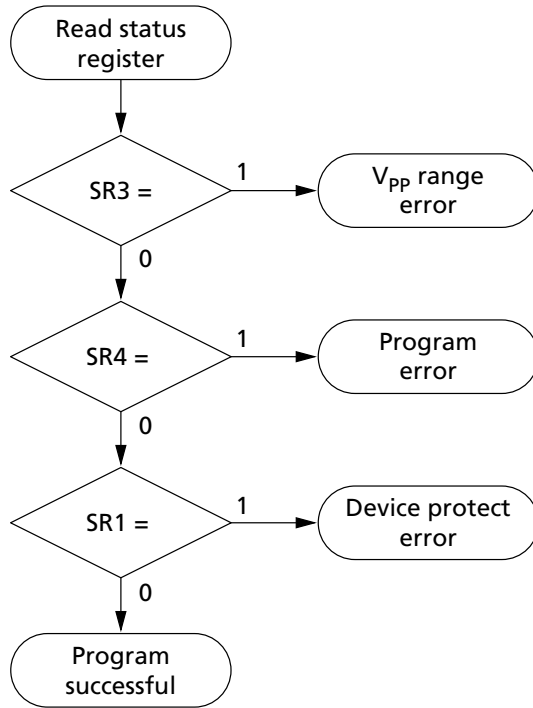 Read status
register
SR3 =
1
V_PP range
error
0
SR4 =
1
Program
error
0
SR1 =
1
Device protect
error
0
Program
successful